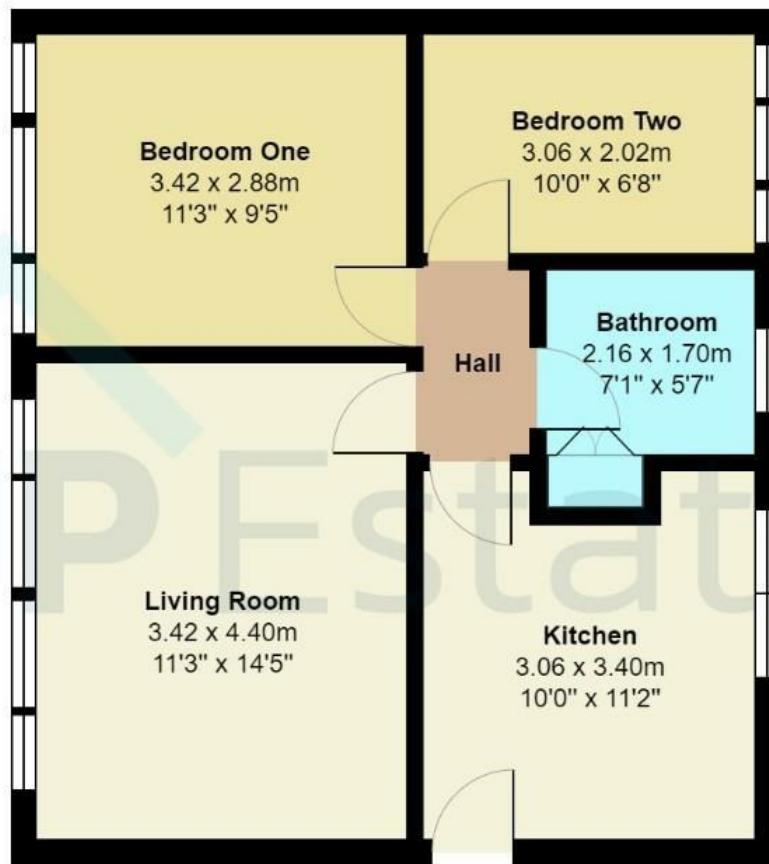 Bedroom One
3.42 x 2.88m
11'3" x 9'5"
Bedroom Two
3.06 x 2.02m
10'0" x 6'8"
Bathroom
2.16 x 1.70m
7'1" x 5'7"
Hall
Living Room
3.42 x 4.40m
11'3" x 14'5"
Kitchen
3.06 x 3.40m
10'0" x 11'2"
P Estat